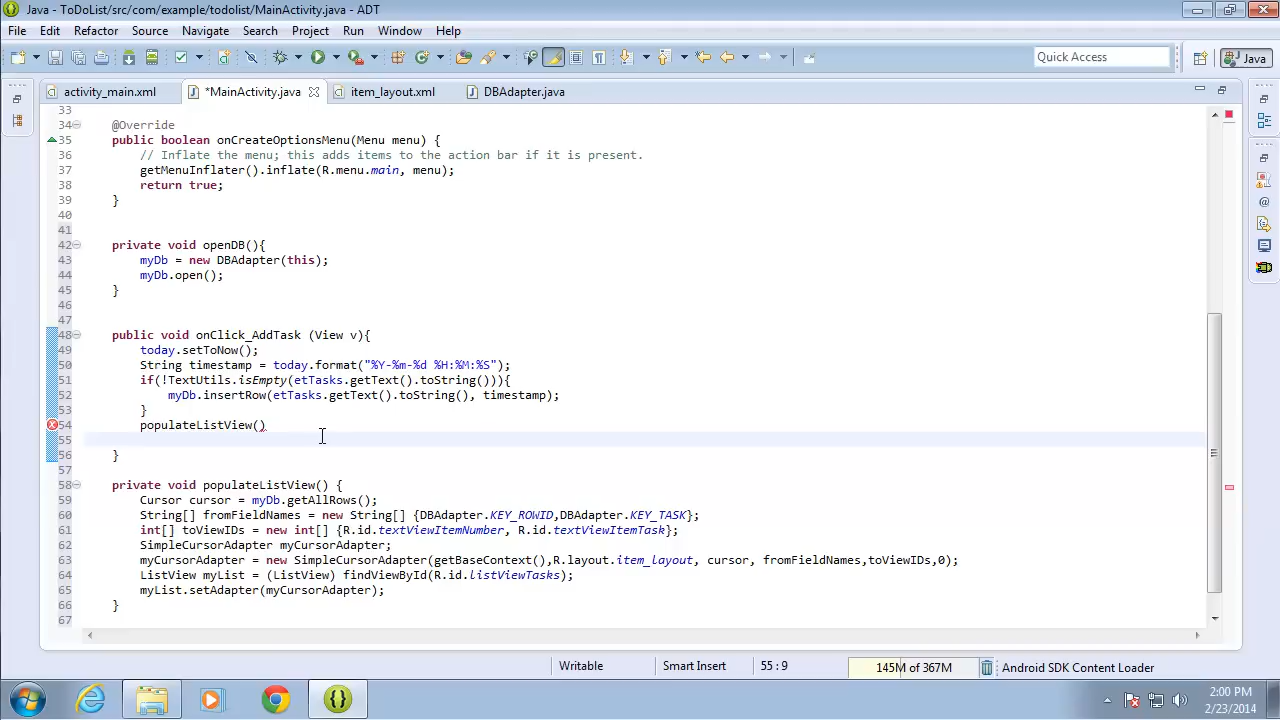 Java - ToDoList/src/com/example/todolist/MainActivity.java - ADT
File Edit Refactor Source Navigate Search Project Run Window Help
Quick Access
Java
activity_main.xml
*MainActivity.java
item_layout.xml
DBAdapter.java
33
34 @Override
35 public boolean onCreateOptionsMenu(Menu menu) {
36 // Inflate the menu; this adds items to the action bar if it is present.
37 getMenuInflater().inflate(R.menu.main, menu);
38 return true;
39 }
40
41
42 private void openDB(){
43 myDb = new DBAdapter(this);
44 myDb.open();
45 }
46
47
48 public void onClick_AddTask (View v){
49 today.setToNow();
50 String timestamp = today.format("%Y-%m-%d %H:%M:%S");
51 if(!TextUtils.isEmpty(etTasks.getText().toString())){
52 myDb.insertRow(etTasks.getText().toString(), timestamp);
53 }
54 populateListView()
55
56 }
57
58 private void populateListView() {
59 Cursor cursor = myDb.getAllRows();
60 String[] fromFieldNames = new String[] {DBAdapter.KEY_ROWID,DBAdapter.KEY_TASK};
61 int[] toViewIDs = new int[] {R.id.textViewItemNumber, R.id.textViewItemTask};
62 SimpleCursorAdapter myCursorAdapter;
63 myCursorAdapter = new SimpleCursorAdapter(getBaseContext(),R.layout.item_layout, cursor, fromFieldNames,toViewIDs,0);
64 ListView myList = (ListView) findViewById(R.id.listViewTasks);
65 myList.setAdapter(myCursorAdapter);
66 }
67
Writable
Smart Insert
55 : 9
145M of 367M
Android SDK Content Loader
2:00 PM
2/23/2014